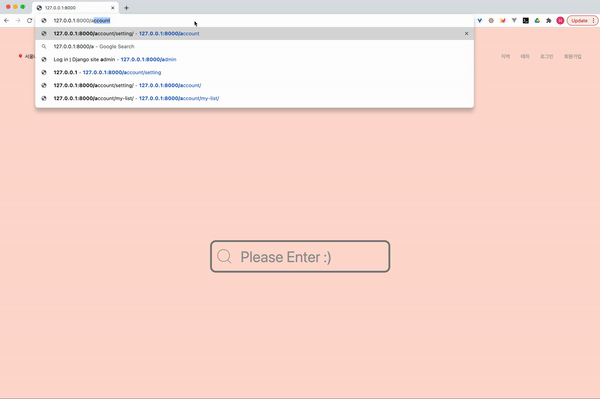 127.0.0.1:8000
127.0.0.1:8000/account
Update
127.0.0.1:8000/account/setting/ - 127.0.0.1:8000/account
127.0.0.1:8000/a - Google Search
Log in | Django site admin - 127.0.0.1:8000/admin
127.0.0.1 - 127.0.0.1:8000/account/setting
127.0.0.1:8000/account/setting/ - 127.0.0.1:8000/account/
127.0.0.1:8000/account/my-list/ - 127.0.0.1:8000/account/my-list/
지역 테마 로그인 회원가입
Please Enter :)